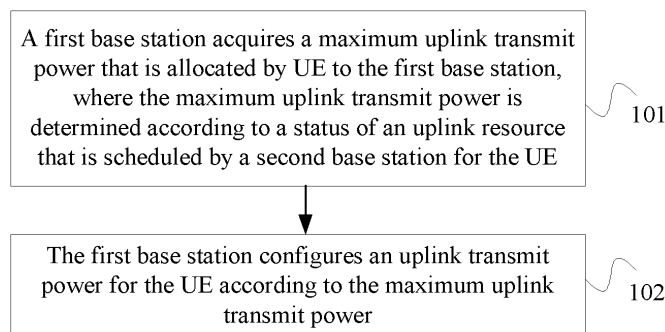 A first base station acquires a maximum uplink transmit
power that is allocated by UE to the first base station,
where the maximum uplink transmit power is
determined according to a status of an uplink resource
that is scheduled by a second base station for the UE
101
The first base station configures an uplink transmit
power for the UE according to the maximum uplink
transmit power
102